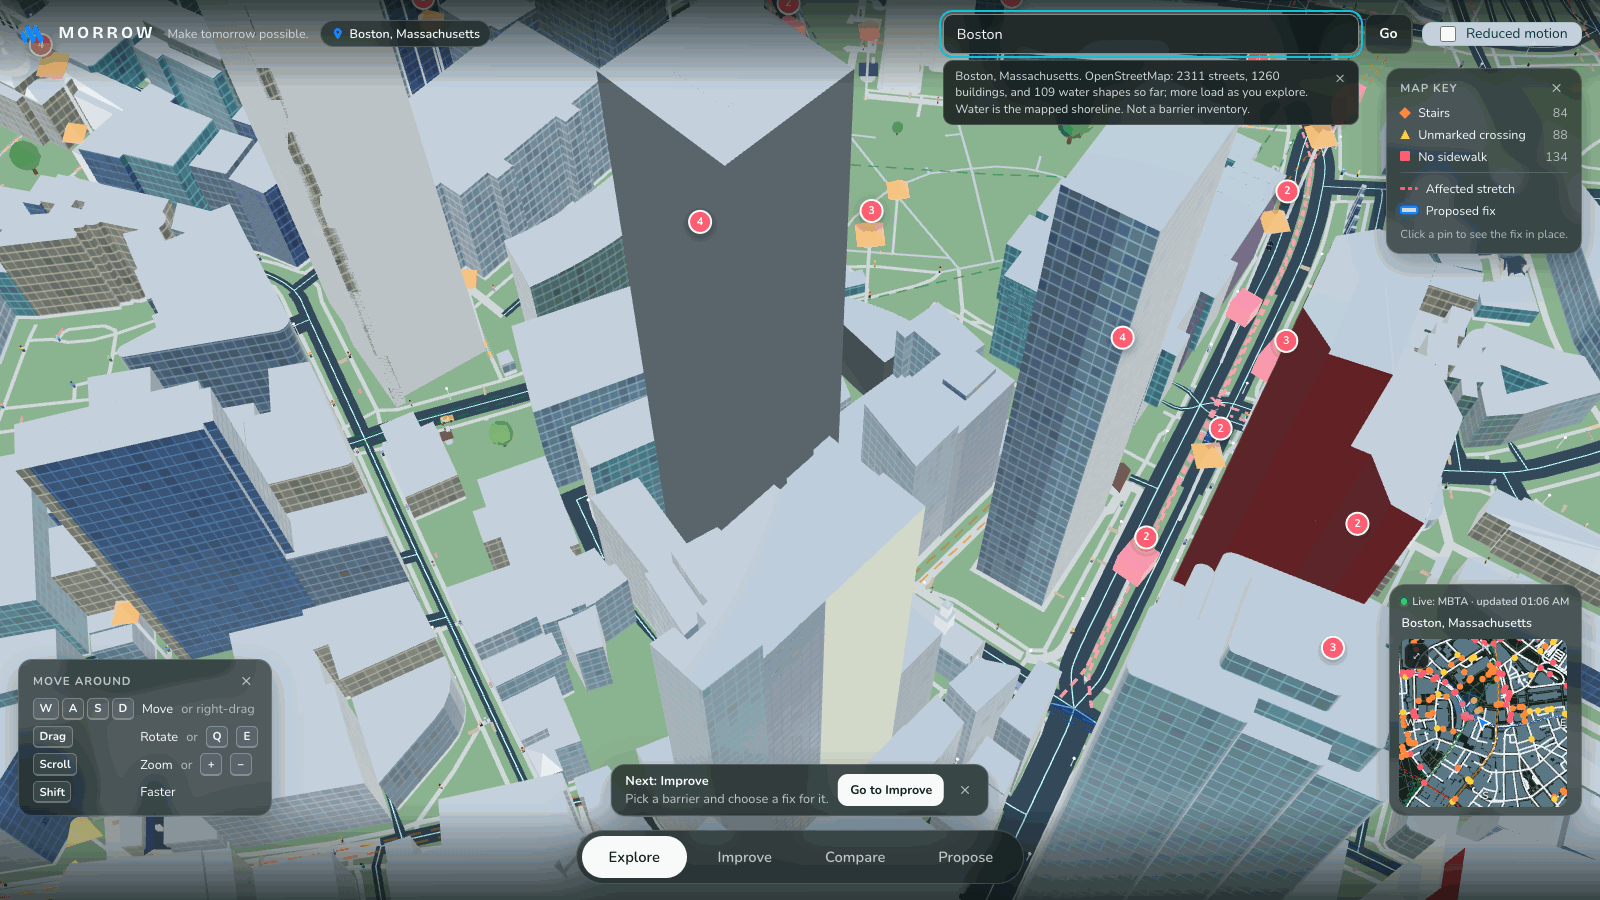 MORROW
Make tomorrow possible.
Boston, Massachusetts
Boston
Go
Reduced motion
Boston, Massachusetts. OpenStreetMap: 2311 streets, 1260
buildings, and 109 water shapes so far; more load as you explore.
Water is the mapped shoreline. Not a barrier inventory.
MAP KEY
Stairs 84
Unmarked crossing 88
No sidewalk 134
Affected stretch
Proposed fix
Click a pin to see the fix in place.
4
2
2
4
3
4
3
2
2
2
3
Live: MBTA · updated 01:06 AM
Boston, Massachusetts
MOVE AROUND
W A S D Move or right-drag
Drag Rotate or Q E
Scroll Zoom or + −
Shift Faster
Next: Improve
Pick a barrier and choose a fix for it.
Go to Improve
Explore
Improve
Compare
Propose